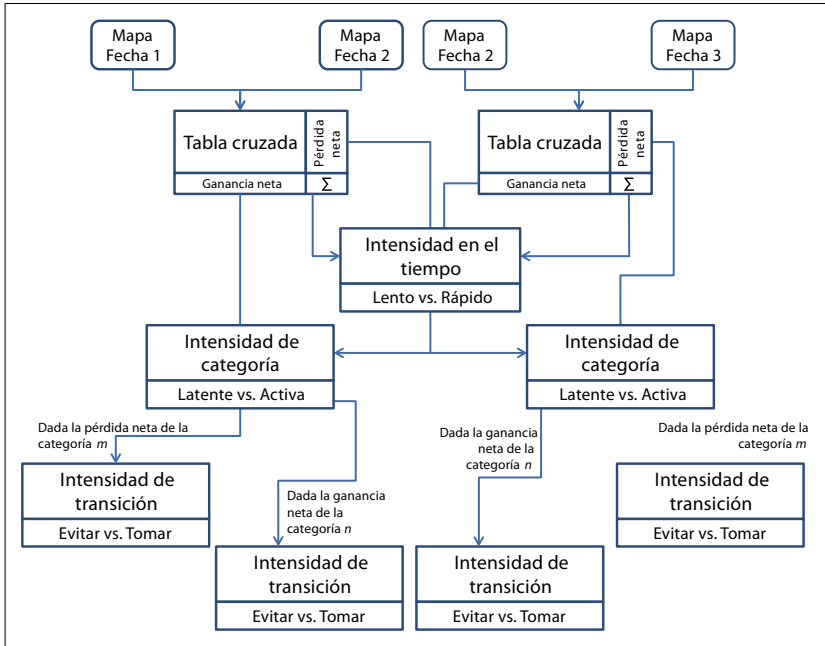 Mapa
Fecha 1
Mapa
Fecha 2
Mapa
Fecha 2
Mapa
Fecha 3
Tabla cruzada
Pérdida
neta
Ganancia neta
Σ
Tabla cruzada
Pérdida
neta
Ganancia neta
Σ
Intensidad en el
tiempo
Lento vs. Rápido
Intensidad de
categoría
Latente vs. Activa
Intensidad de
categoría
Latente vs. Activa
Dada la pérdida neta de la
categoría m
Intensidad de
transición
Evitar vs. Tomar
Dada la ganancia
neta de la
categoría n
Intensidad de
transición
Evitar vs. Tomar
Dada la ganancia
neta de la
categoría n
Intensidad de
transición
Evitar vs. Tomar
Dada la pérdida neta de la
categoría m
Intensidad de
transición
Evitar vs. Tomar